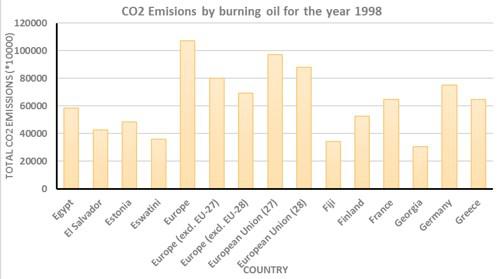 CO2 Emisions by burning oil for the year 1998
TOTAL CO2 EMISSIONS (*10000)
120000
100000
80000
60000
40000
20000
0
Egypt
El Salvador
Estonia
Eswatini
Europe
Europe (excl. EU-27)
Europe (excl. EU-28)
European Union (27)
European Union (28)
Fiji
Finland
France
Georgia
Germany
Greece
COUNTRY